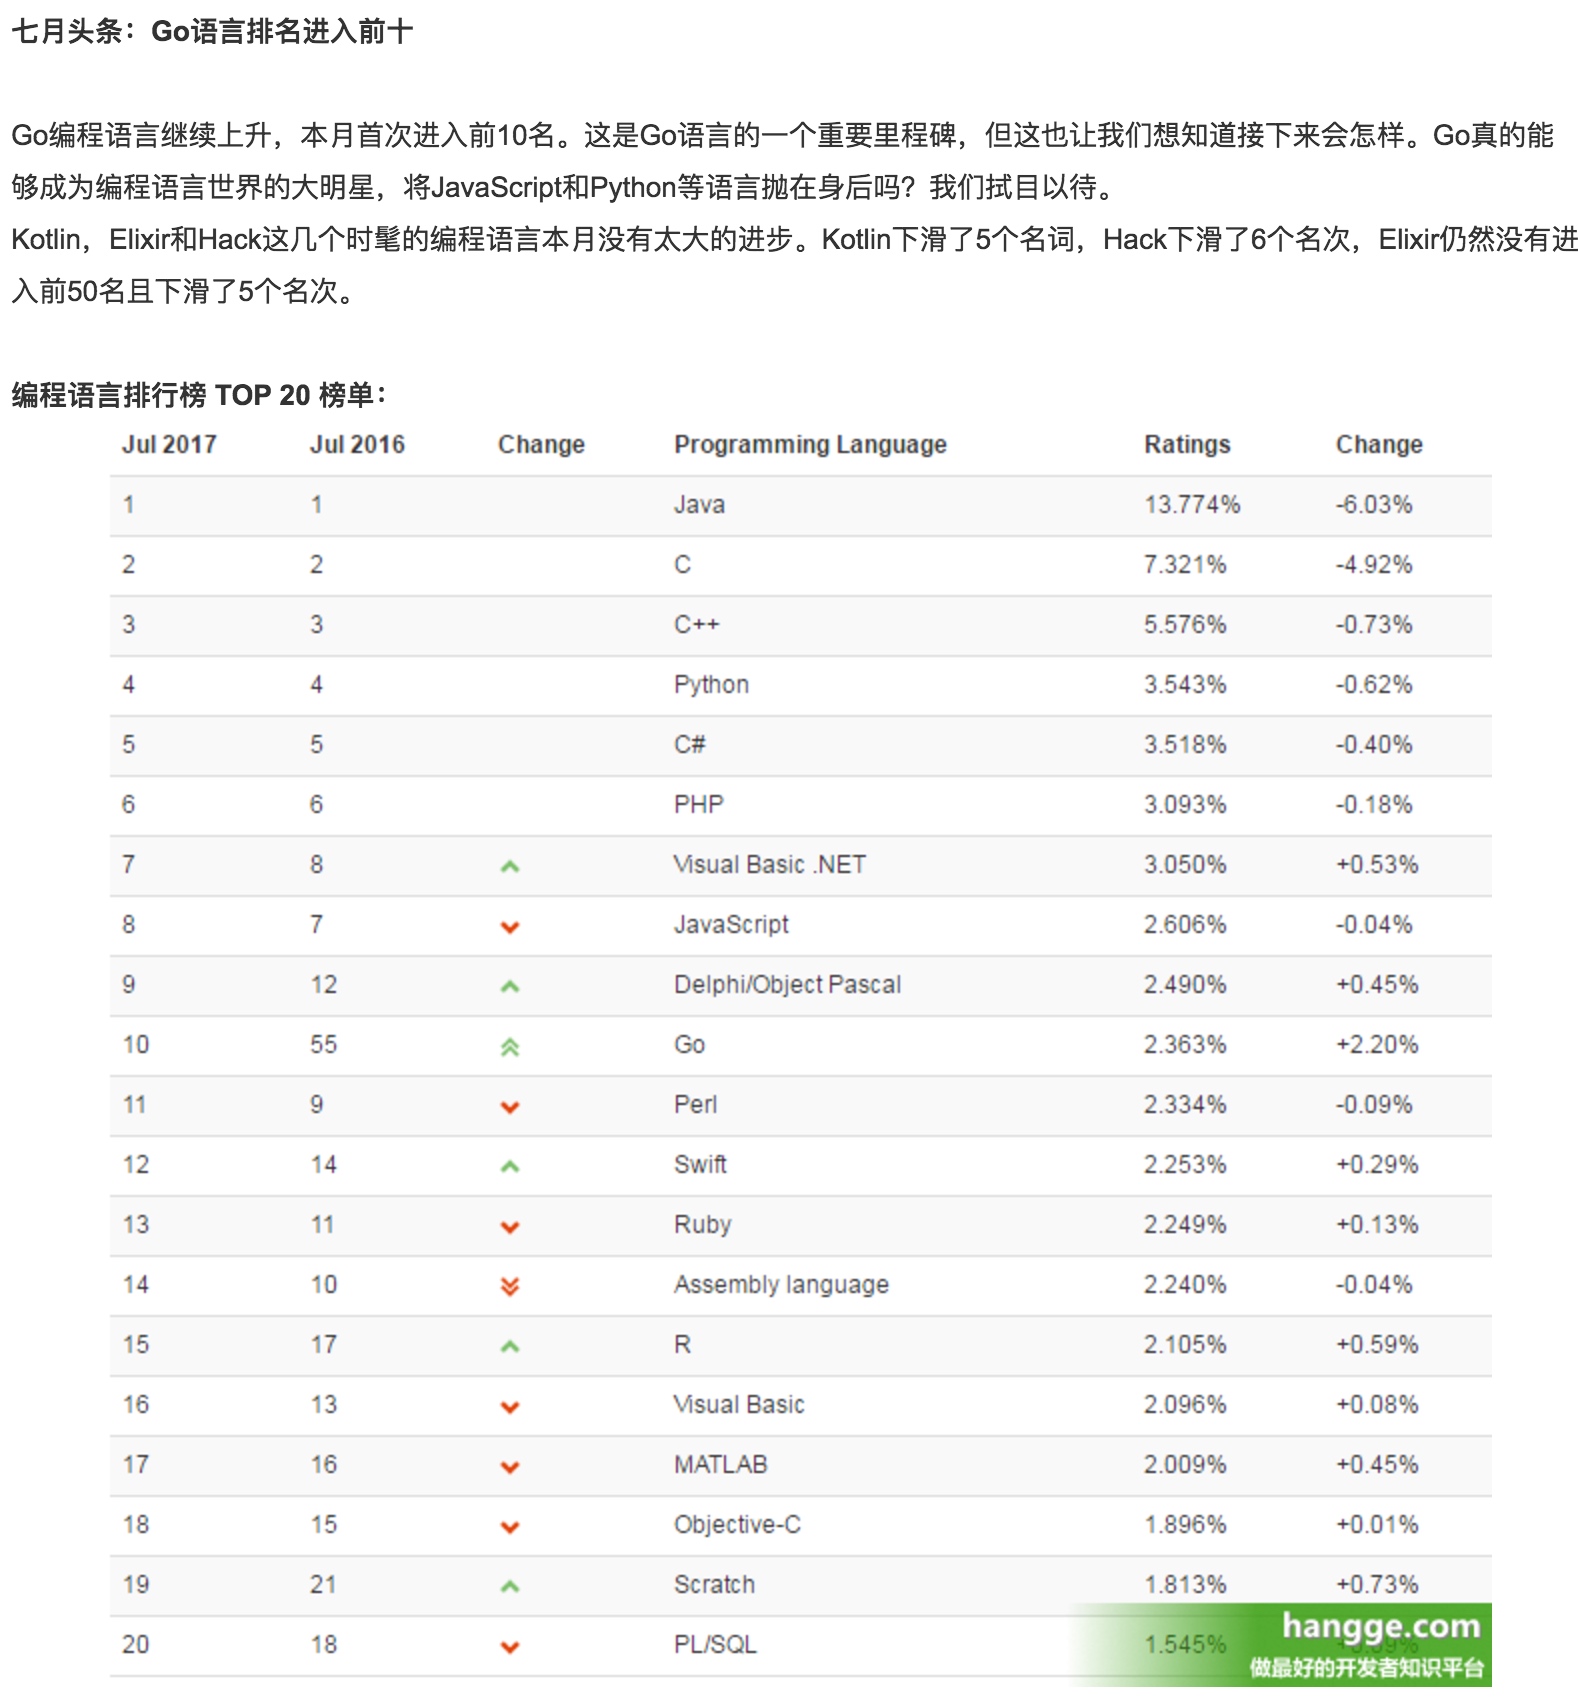 七月头条：Go语言排名进入前十
Go编程语言继续上升，本月首次进入前10名。这是Go语言的一个重要里程碑，但这也让我们想知道接下来会怎样。Go真的能
够成为编程语言世界的大明星，将JavaScript和Python等语言抛在身后吗？我们拭目以待。
Kotlin，Elixir和Hack这几个时髦的编程语言本月没有太大的进步。Kotlin下滑了5个名词，Hack下滑了6个名次，Elixir仍然没有进
入前50名且下滑了5个名次。
编程语言排行榜 TOP 20 榜单：
Jul 2017 Jul 2016 Change Programming Language Ratings Change
1 1 Java 13.774% -6.03%
2 2 C 7.321% -4.92%
3 3 C++ 5.576% -0.73%
4 4 Python 3.543% -0.62%
5 5 C# 3.518% -0.40%
6 6 PHP 3.093% -0.18%
7 8 Visual Basic .NET 3.050% +0.53%
8 7 JavaScript 2.606% -0.04%
9 12 Delphi/Object Pascal 2.490% +0.45%
10 55 Go 2.363% +2.20%
11 9 Perl 2.334% -0.09%
12 14 Swift 2.253% +0.29%
13 11 Ruby 2.249% +0.13%
14 10 Assembly language 2.240% -0.04%
15 17 R 2.105% +0.59%
16 13 Visual Basic 2.096% +0.08%
17 16 MATLAB 2.009% +0.45%
18 15 Objective-C 1.896% +0.01%
19 21 Scratch 1.813% +0.73%
20 18 PL/SQL 1.545%
hangge.com
做最好的开发者知识平台